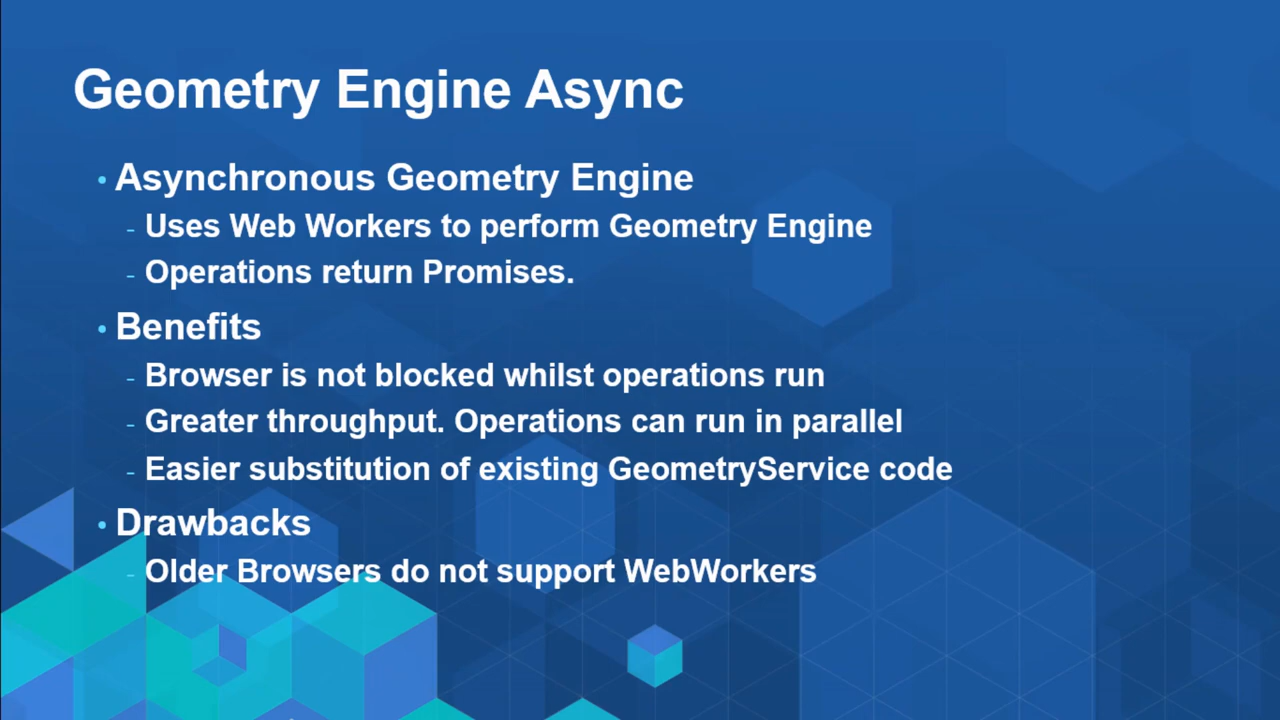 Geometry Engine Async
• Asynchronous Geometry Engine
- Uses Web Workers to perform Geometry Engine
- Operations return Promises.
• Benefits
- Browser is not blocked whilst operations run
- Greater throughput. Operations can run in parallel
- Easier substitution of existing GeometryService code
• Drawbacks
- Older Browsers do not support WebWorkers